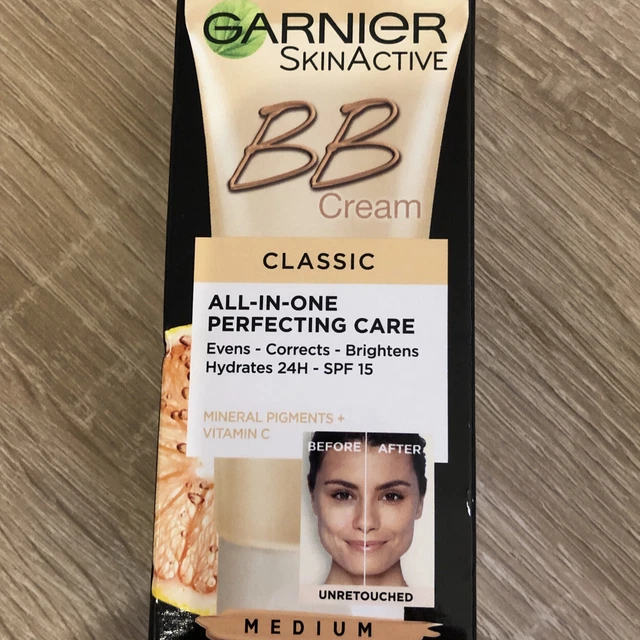 GARNIER
SKINACTIVE
BB
Cream
CLASSIC
ALL-IN-ONE
PERFECTING CARE
Evens - Corrects - Brightens
Hydrates 24H - SPF 15
MINERAL PIGMENTS +
VITAMIN C
BEFORE AFTER
UNRETOUCHED
MEDIUM